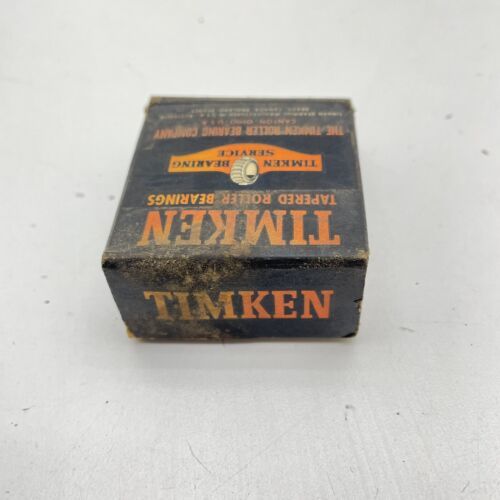 TIMKEN
TAPERED ROLLER BEARINGS
TIMKEN BEARING
SERVICE
THE TIMKEN ROLLER BEARING COMPANY
CANTON, OHIO, U.S.A.
TIMKEN